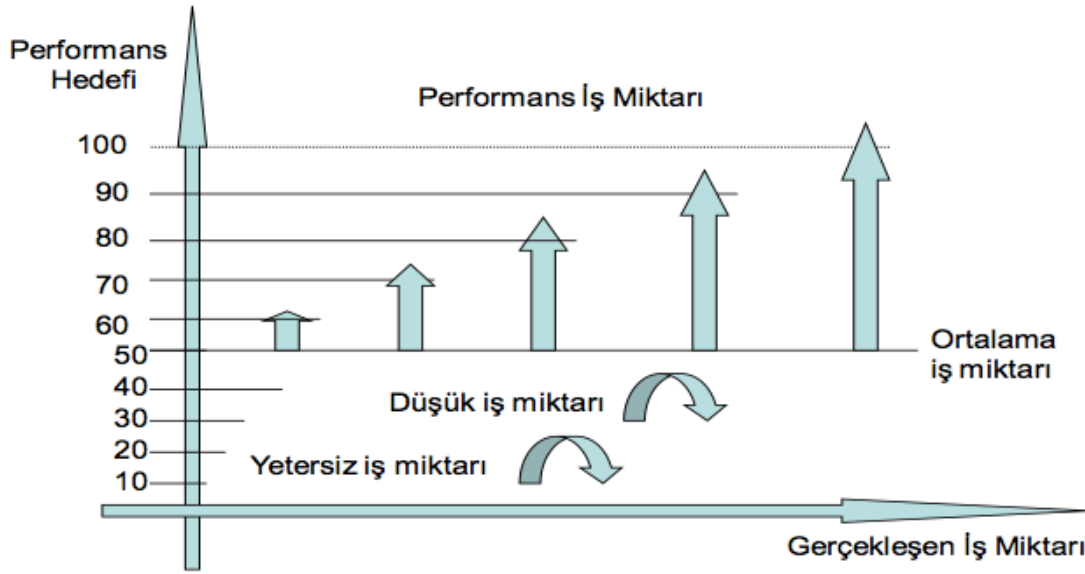 Performans
Hedefi
Performans İş Miktarı
100
90
80
70
60
50
40
30
20
10
Ortalama
iş miktarı
Düşük iş miktarı
Yetersiz iş miktarı
Gerçekleşen İş Miktarı